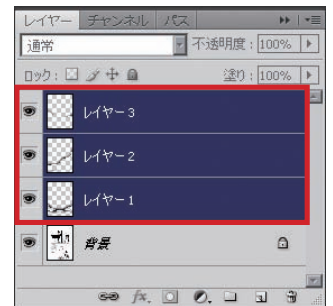 レイヤー チャンネル パス
通常 不透明度: 100%
ロック: 塗り: 100%
レイヤー 3
レイヤー 2
レイヤー 1
背景
fx.